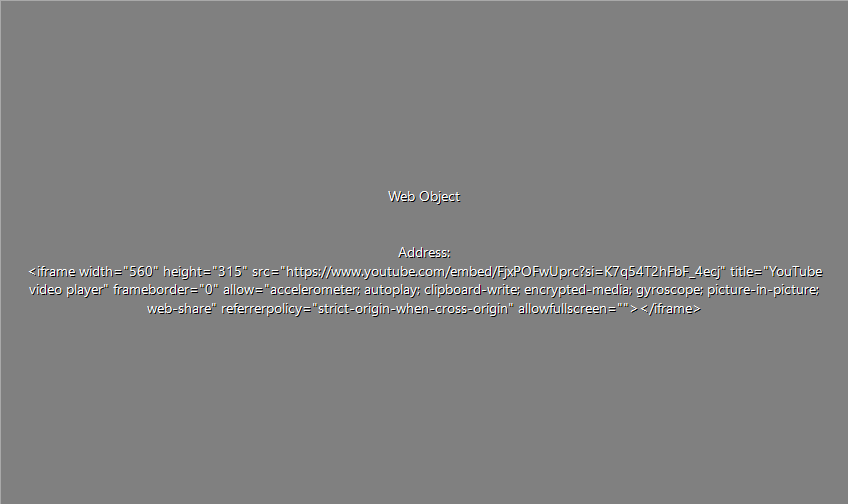 Web Object
Address:
<iframe width="560" height="315" src="https://www.youtube.com/embed/FjxPOFwUprc?si=K7q54T2hFbF_4ecj" title="YouTube
video player" frameborder="0" allow="accelerometer; autoplay; clipboard-write; encrypted-media; gyroscope; picture-in-picture;
web-share" referrerpolicy="strict-origin-when-cross-origin" allowfullscreen=""></iframe>